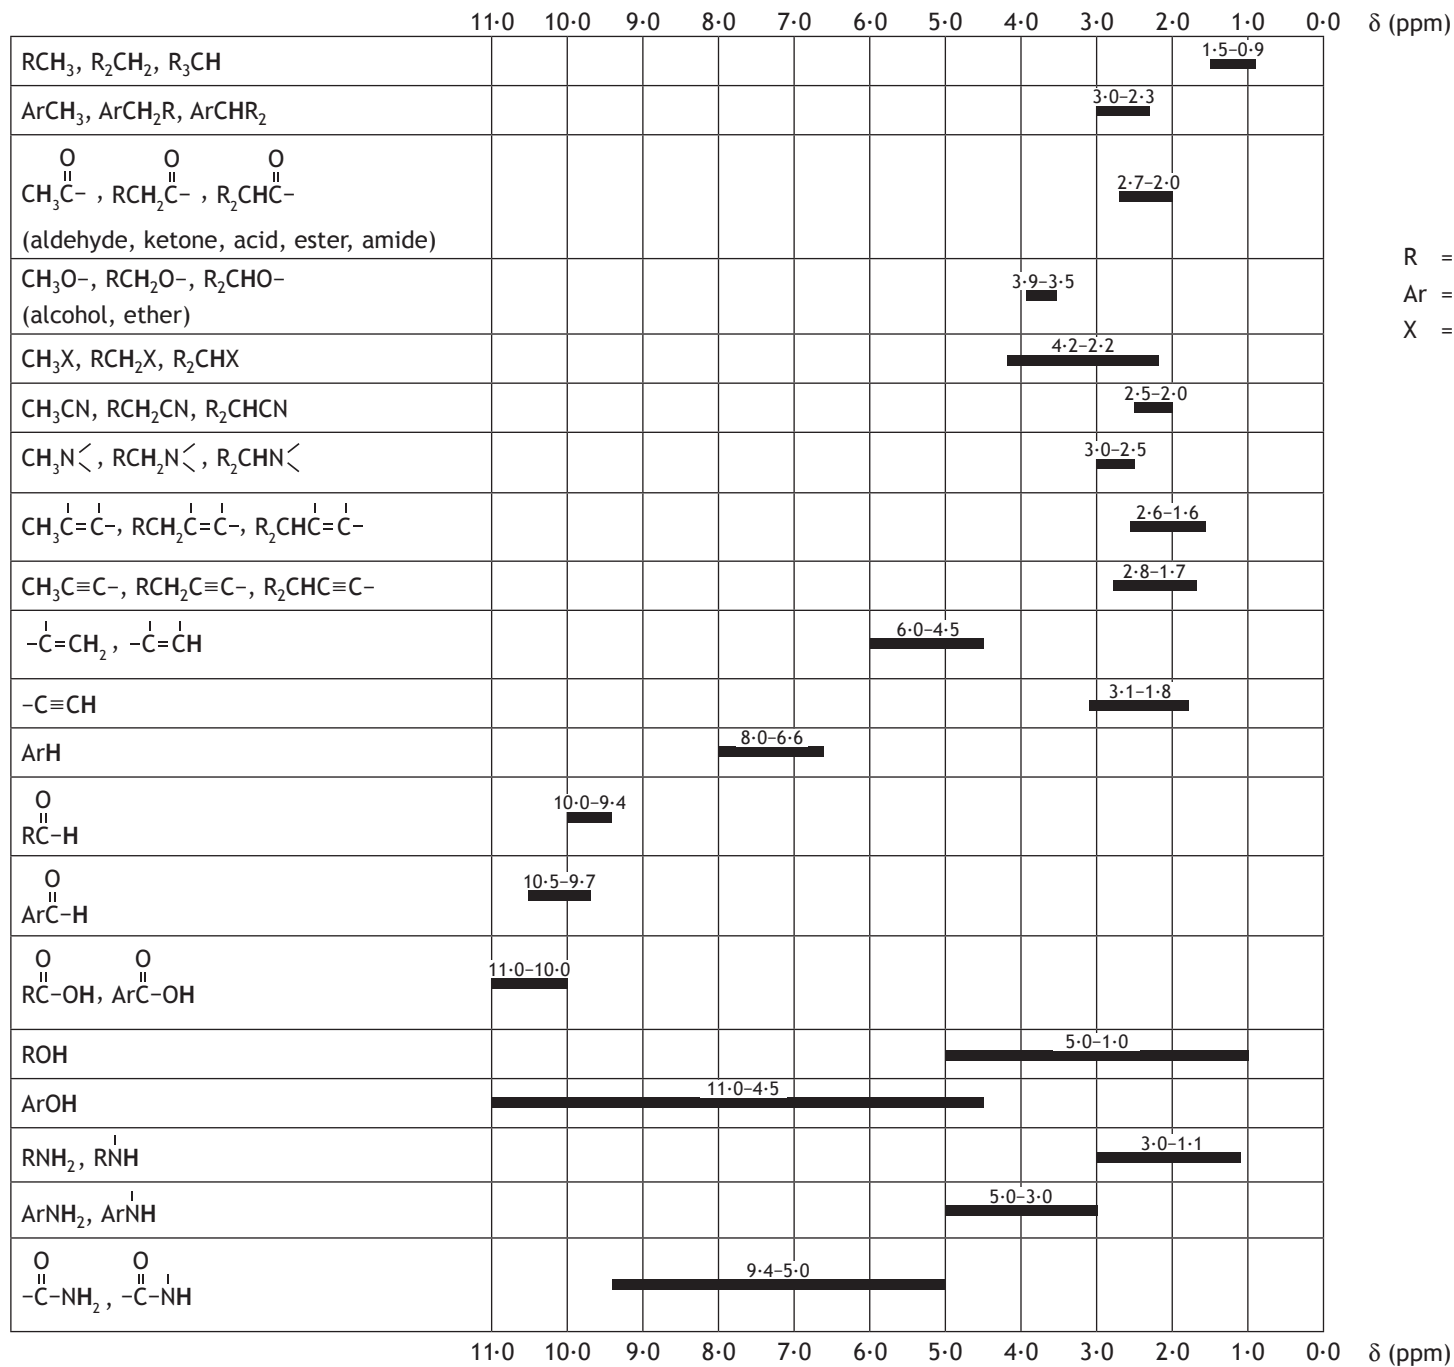 11·0 10·0 9·0 8·0 7·0 6·0 5·0 4·0 3·0 2·0 1·0 0·0 δ (ppm)
RCH₃, R₂CH₂, R₃CH 1·5–0·9
ArCH₃, ArCH₂R, ArCHR₂ 3·0–2·3
O O O
CH₃C– , RCH₂C– , R₂CHC– 2·7–2·0
(aldehyde, ketone, acid, ester, amide)
R =
Ar =
X =
CH₃O–, RCH₂O–, R₂CHO– 3·9–3·5
(alcohol, ether)
CH₃X, RCH₂X, R₂CHX 4·2–2·2
CH₃CN, RCH₂CN, R₂CHCN 2·5–2·0
CH₃N<, RCH₂N<, R₂CHN< 3·0–2·5
CH₃C=C–, RCH₂C=C–, R₂CHC=C– 2·6–1·6
CH₃C≡C–, RCH₂C≡C–, R₂CHC≡C– 2·8–1·7
–C=CH₂, –C=CH 6·0–4·5
–C≡CH 3·1–1·8
ArH 8·0–6·6
O
RC–H 10·0–9·4
O
ArC–H 10·5–9·7
O O
RC–OH, ArC–OH 11·0–10·0
ROH 5·0–1·0
ArOH 11·0–4·5
RNH₂, RNH 3·0–1·1
ArNH₂, ArNH 5·0–3·0
O O
–C–NH₂, –C–NH 9·4–5·0
11·0 10·0 9·0 8·0 7·0 6·0 5·0 4·0 3·0 2·0 1·0 0·0 δ (ppm)